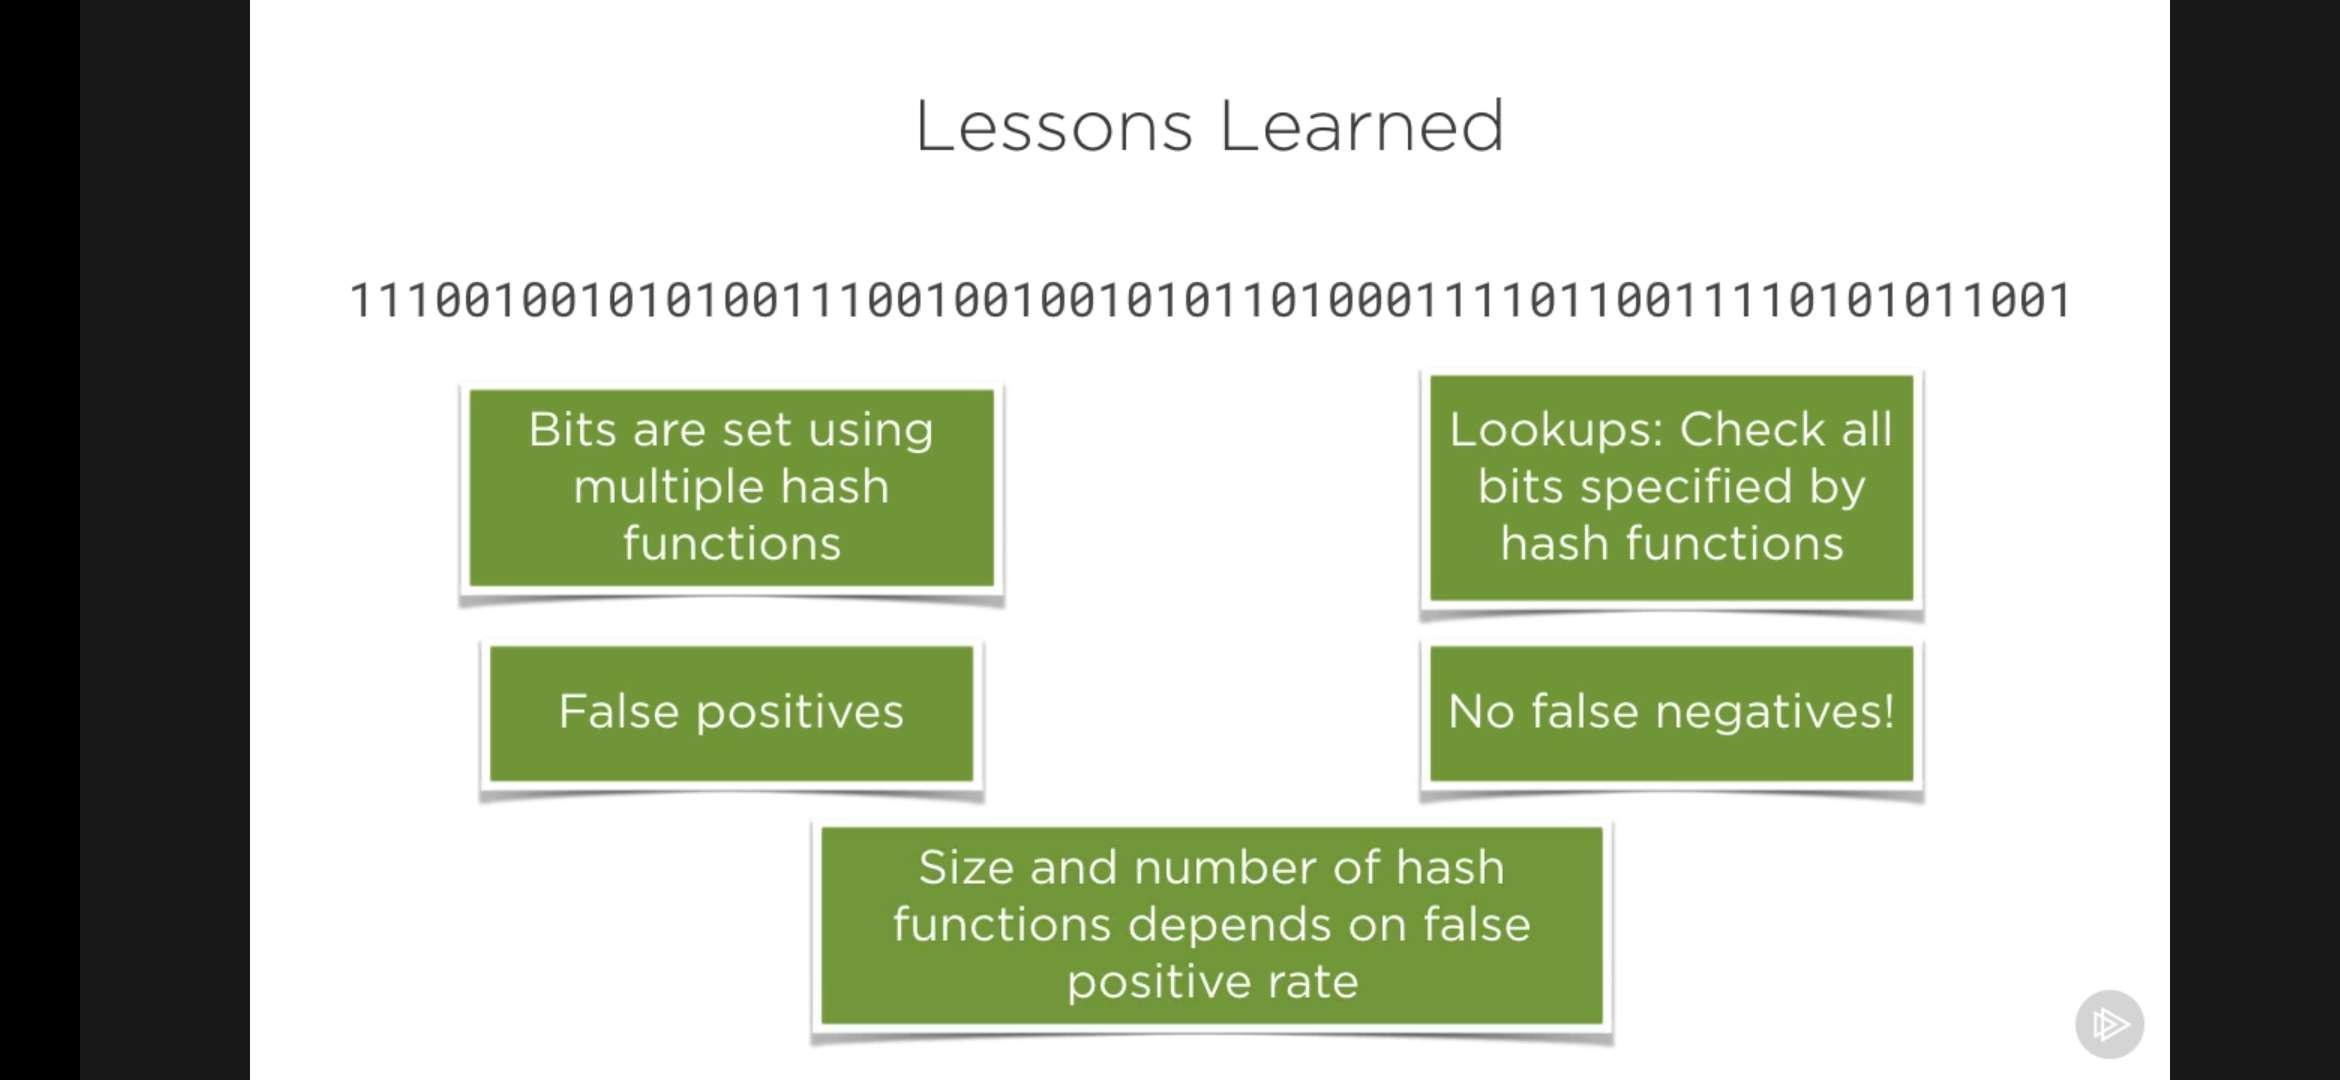 Lessons Learned
111001001010100111001001001010110100011110110011110101011001
Bits are set using
multiple hash
functions
Lookups: Check all
bits specified by
hash functions
False positives
No false negatives!
Size and number of hash
functions depends on false
positive rate